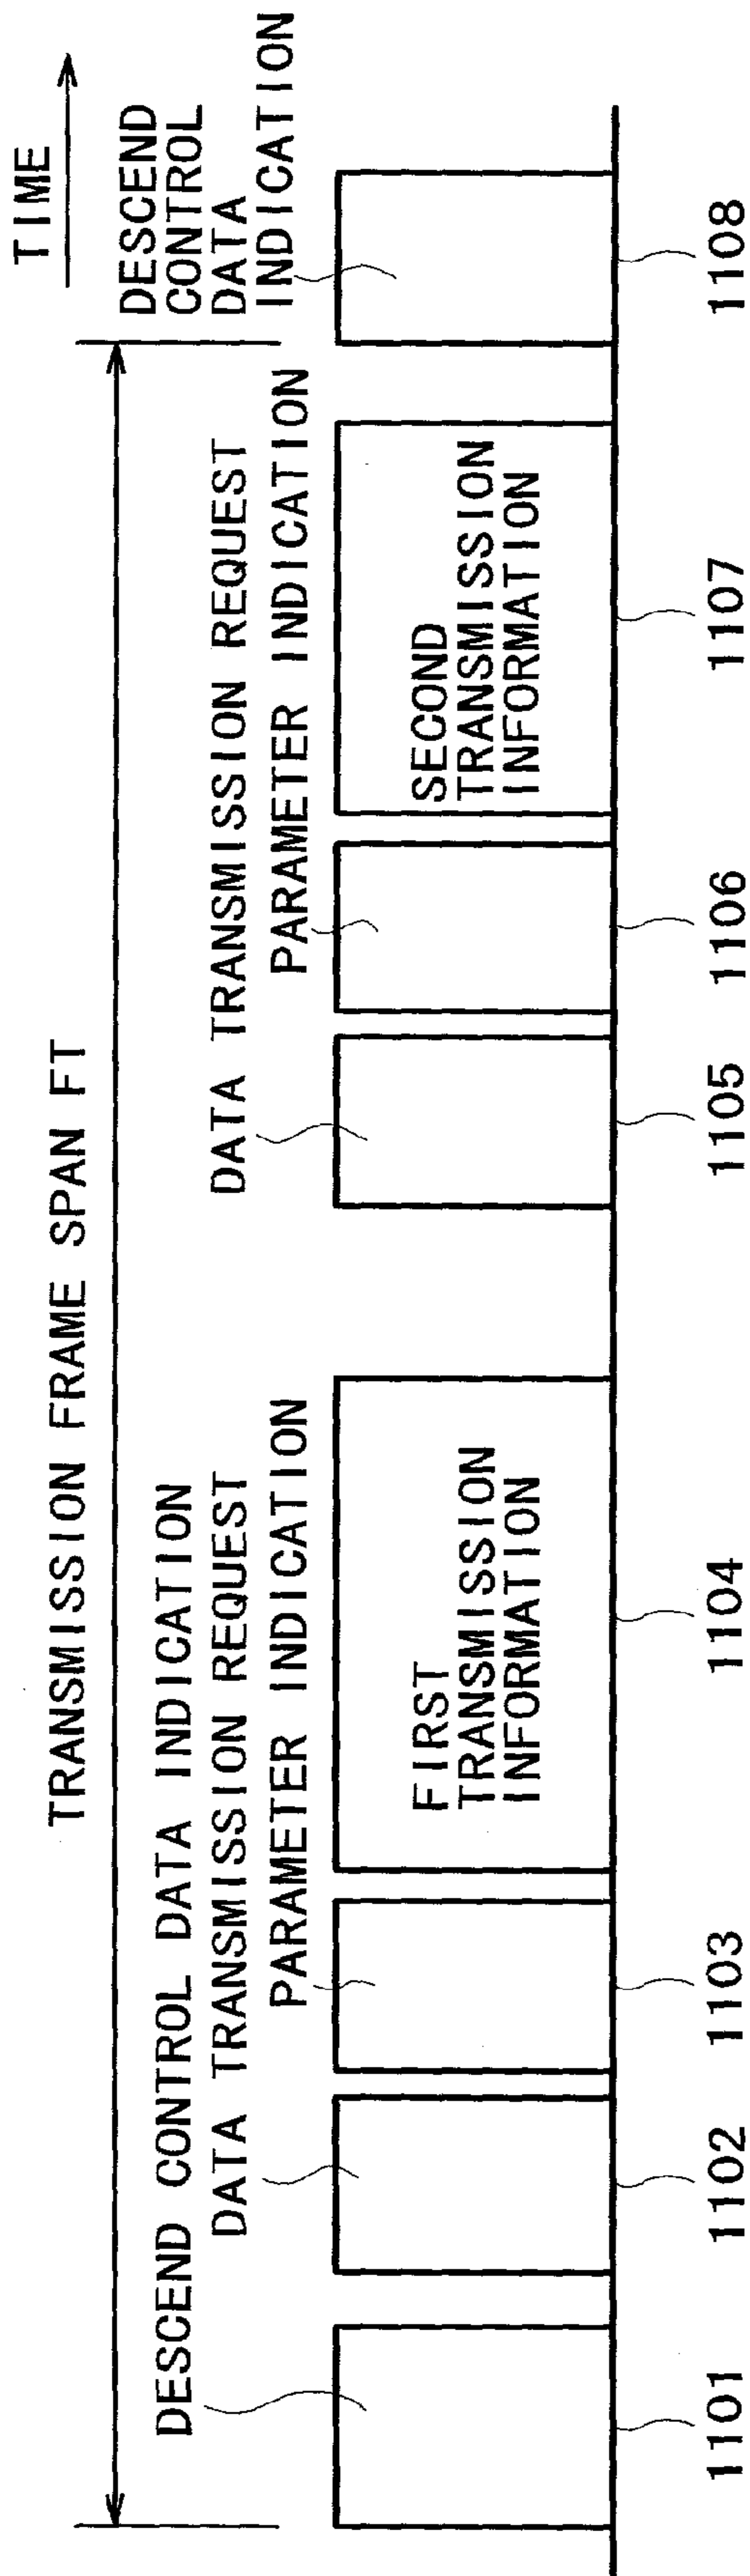 TIME
TRANSMISSION FRAME SPAN FT
DESCEND CONTROL DATA INDICATION
DATA TRANSMISSION REQUEST
PARAMETER INDICATION
DATA TRANSMISSION REQUEST
PARAMETER INDICATION
DESCEND
CONTROL
DATA
INDICATION
FIRST
TRANSMISSION
INFORMATION
SECOND
TRANSMISSION
INFORMATION
1101
1102
1103
1104
1105
1106
1107
1108